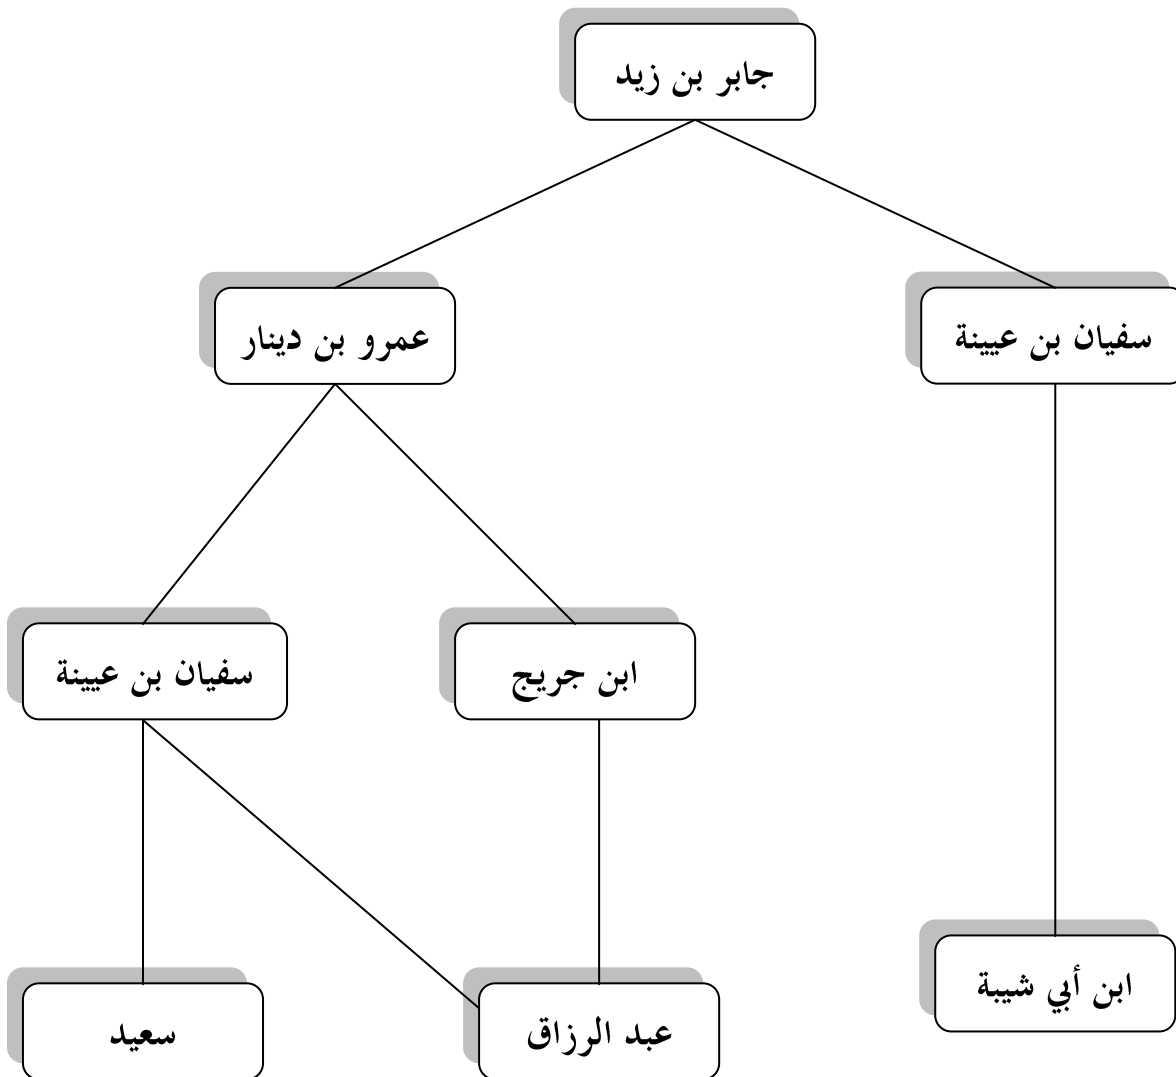 جابر بن زيد
سفيان بن عيينة
عمرو بن دينار
ابن جريج
سفيان بن عيينة
ابن أبي شيبة
عبد الرزاق
سعيد